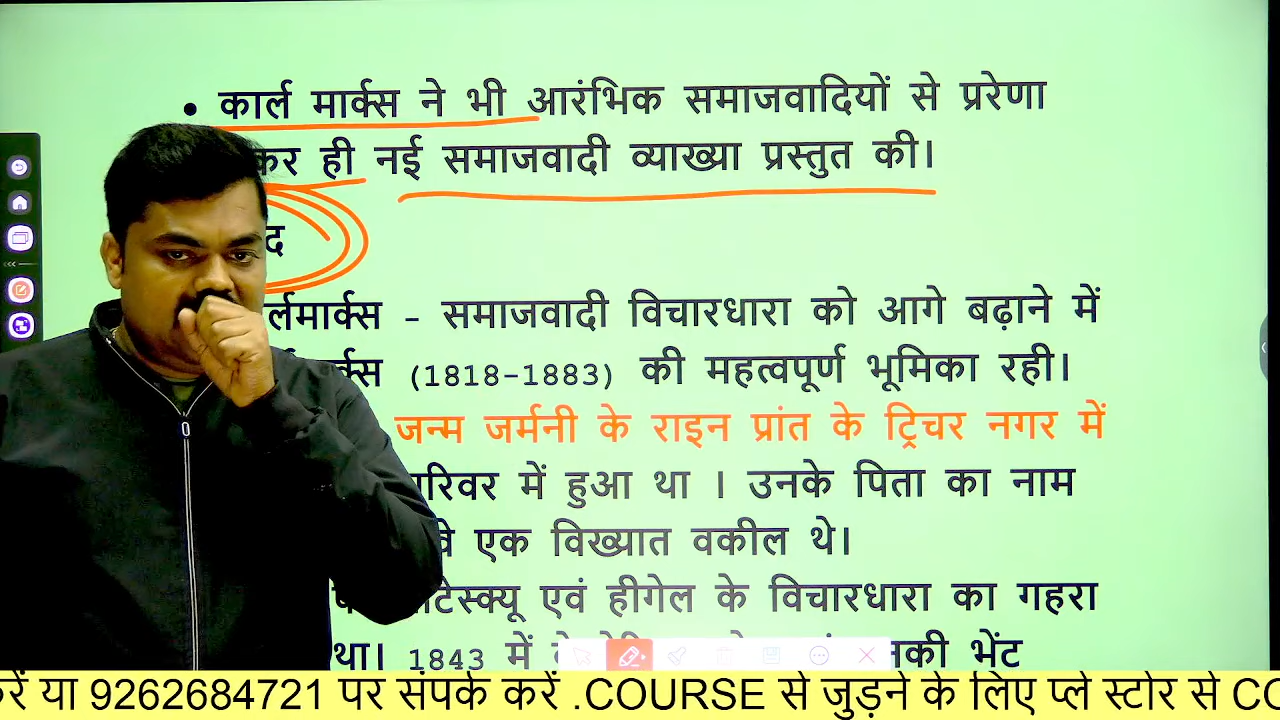 • कार्ल मार्क्स ने भी आरंभिक समाजवादियों से प्ररेणा
कर ही नई समाजवादी व्याख्या प्रस्तुत की।
र्लमार्क्स - समाजवादी विचारधारा को आगे बढ़ाने में
र्क्स (1818-1883) की महत्वपूर्ण भूमिका रही।
जन्म जर्मनी के राइन प्रांत के ट्रिचर नगर में
रिवर में हुआ था । उनके पिता का नाम
वे एक विख्यात वकील थे।
टेस्क्यू एवं हीगेल के विचारधारा का गहरा
था। 1843 में नकी भेंट
रें या 9262684721 पर संपर्क करें .COURSE से जुड़ने के लिए प्ले स्टोर से CO